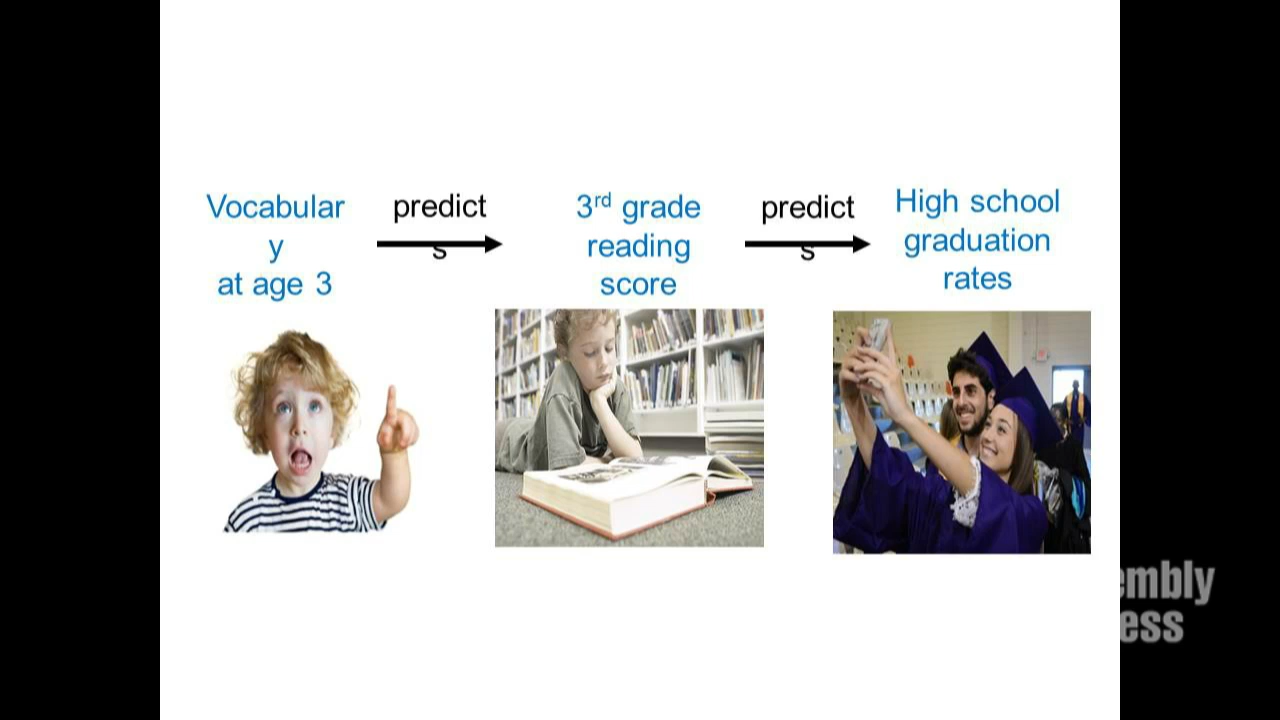 Vocabular
y
at age 3
predict
s
3rd grade
reading
score
predict
s
High school
graduation
rates
embly
ess